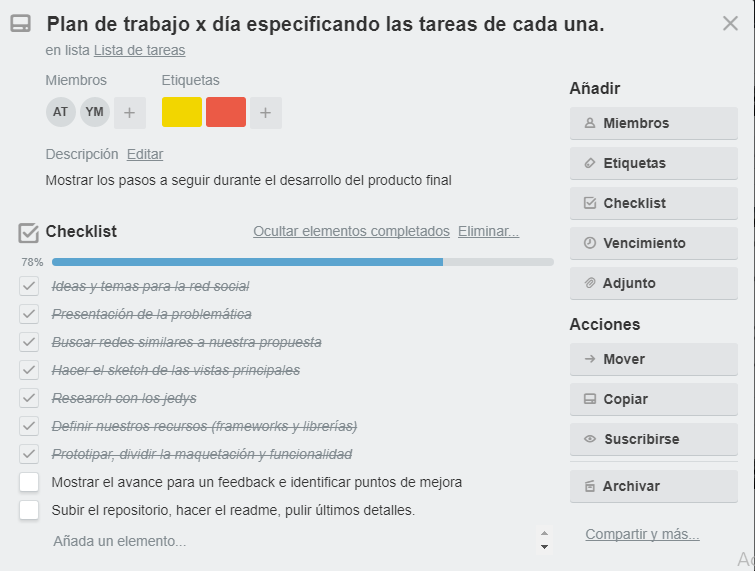 Plan de trabajo x día especificando las tareas de cada una.
en lista Lista de tareas
Miembros Etiquetas
AT YM + +
Descripción Editar
Mostrar los pasos a seguir durante el desarrollo del producto final
Checklist Ocultar elementos completados Eliminar...
78%
Ideas y temas para la red social
Presentación de la problemática
Buscar redes similares a nuestra propuesta
Hacer el sketch de las vistas principales
Research con los jedys
Definir nuestros recursos (frameworks y librerías)
Prototipar, dividir la maquetación y funcionalidad
Mostrar el avance para un feedback e identificar puntos de mejora
Subir el repositorio, hacer el readme, pulir últimos detalles.
Añada un elemento...
Añadir
Miembros
Etiquetas
Checklist
Vencimiento
Adjunto
Acciones
Mover
Copiar
Suscribirse
Archivar
Compartir y más...